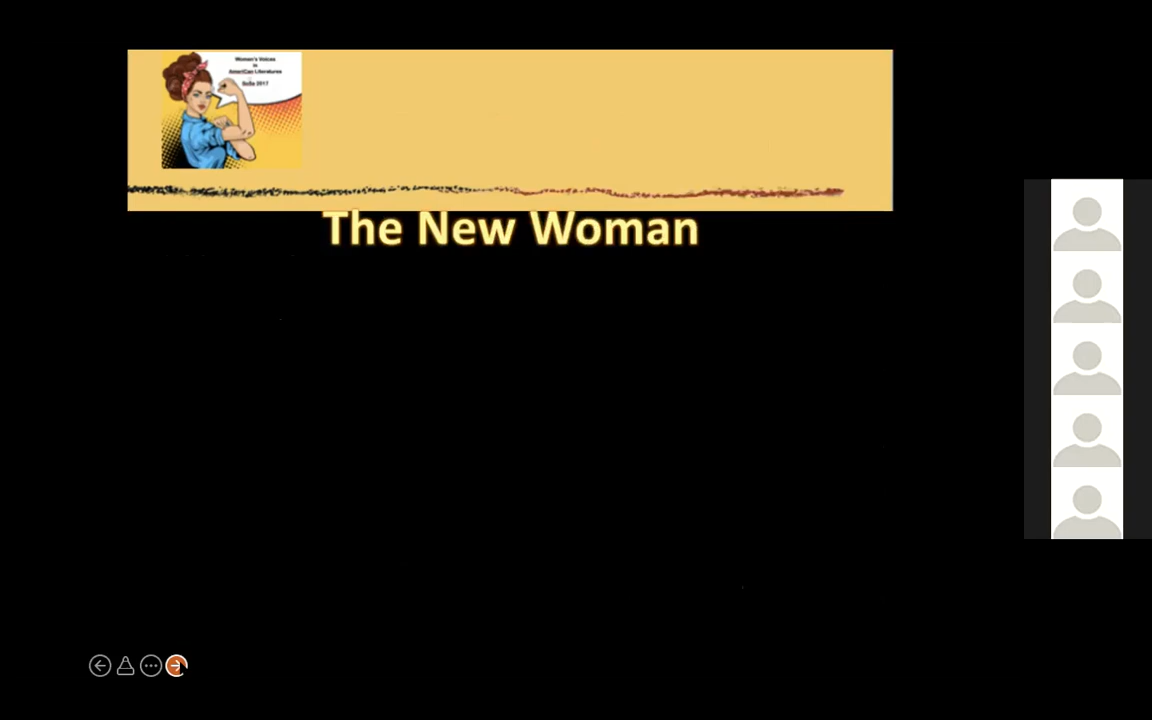 Women's Voices
in
AmeriCan Literatures
Sofia 2017
The New Woman